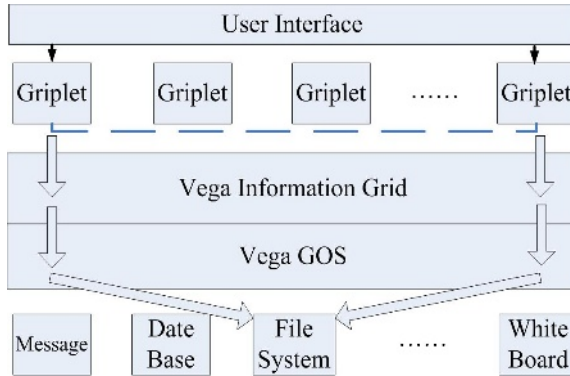 User Interface
Griplet Griplet Griplet ...... Griplet
Vega Information Grid
Vega GOS
Message Date Base File System ...... White Board